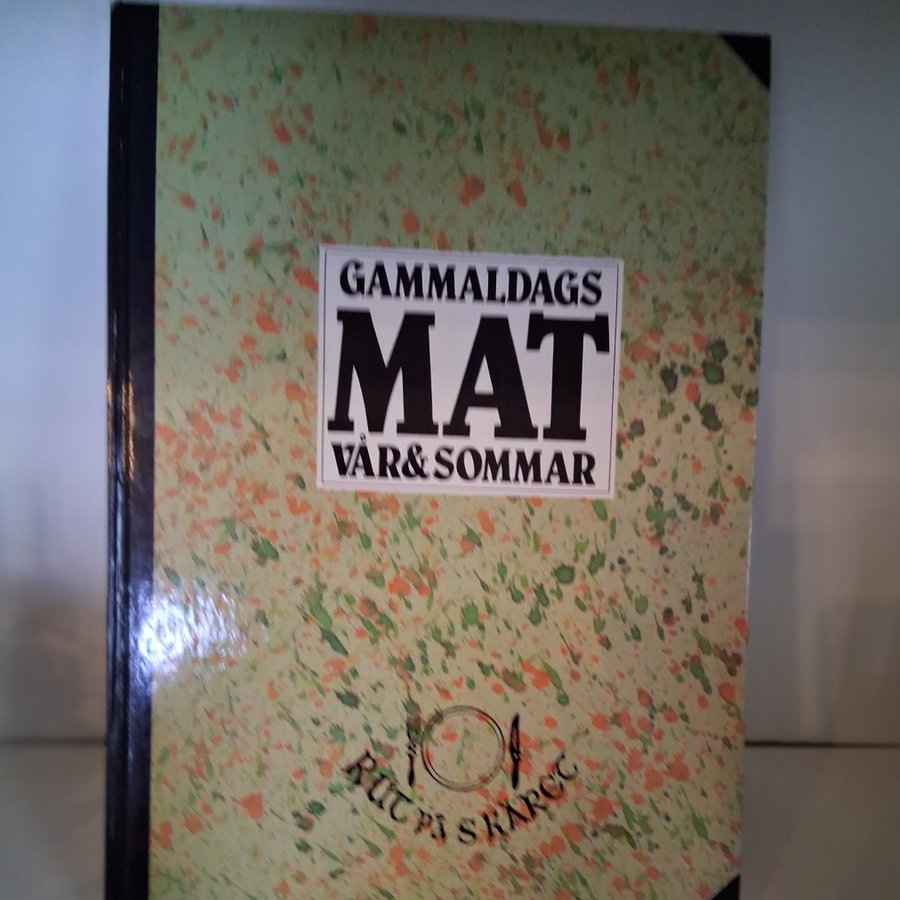 GAMMALDAGS
MAT
VÅR & SOMMAR
RUT PÅ SKÄRET